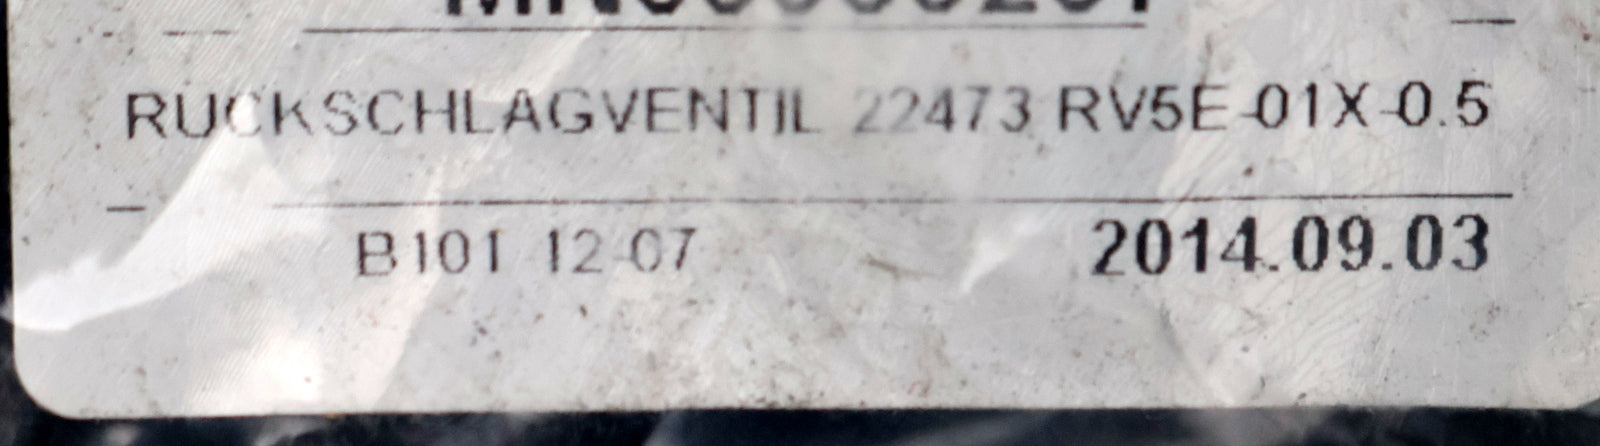 RUCKSCHLAGVENTIL 22473 RV5E-01X-0.5
B101 12-07 2014.09.03